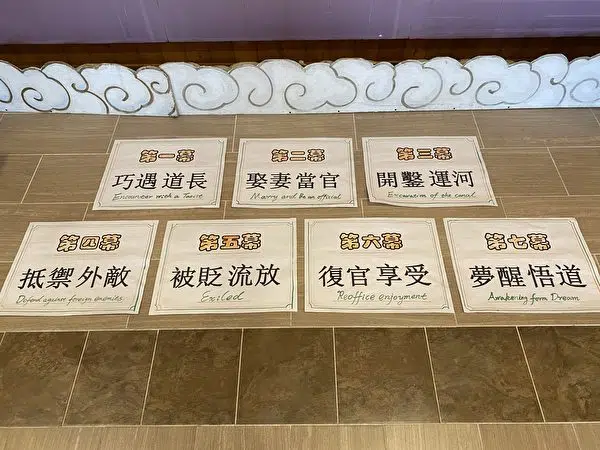 第一幕
巧遇道長
Encounter with a Taoist
第二幕
娶妻當官
Marry and Be an official
第三幕
開鑿運河
Excavation of the canal
第四幕
抵禦外敵
Defend against foreign enemies
第五幕
被貶流放
Exiled
第六幕
復官享受
Reoffice enjoyment
第七幕
夢醒悟道
Awakening form Dream